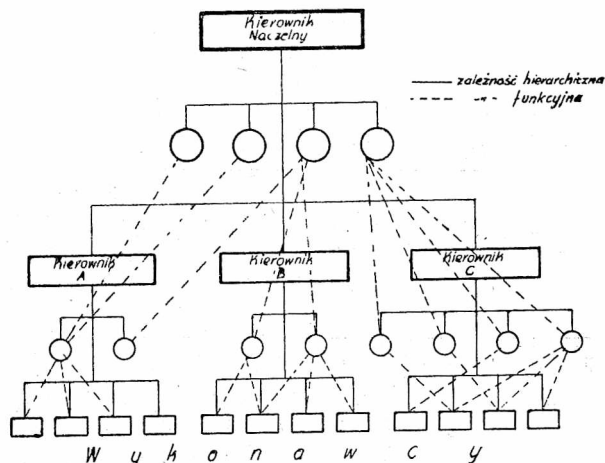 Kierownik
Naczelny
zależność hierarchiczna
" funkcyjna
Kierownik
A
Kierownik
B
Kierownik
C
W y k o n a w c y